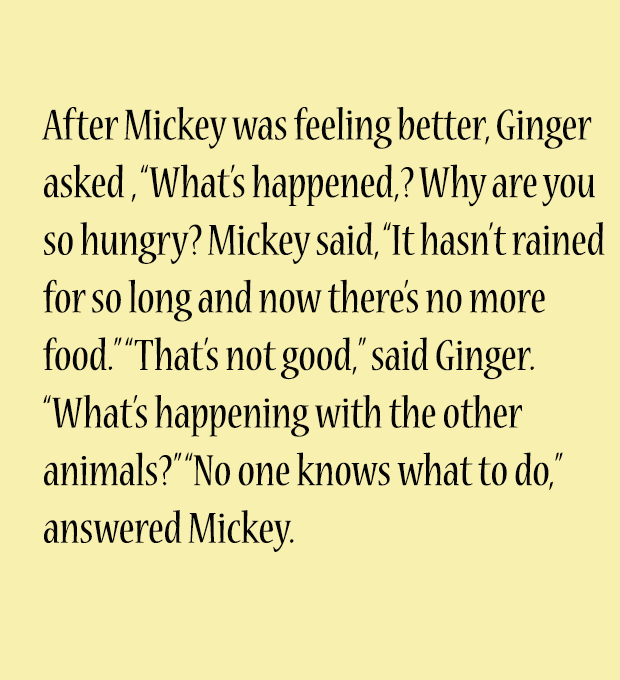 After Mickey was feeling better, Ginger
asked ,“What’s happened,? Why are you
so hungry? Mickey said,“It hasn’t rained
for so long and now there’s no more
food.”“That’s not good,” said Ginger.
“What’s happening with the other
animals?”“No one knows what to do,”
answered Mickey.